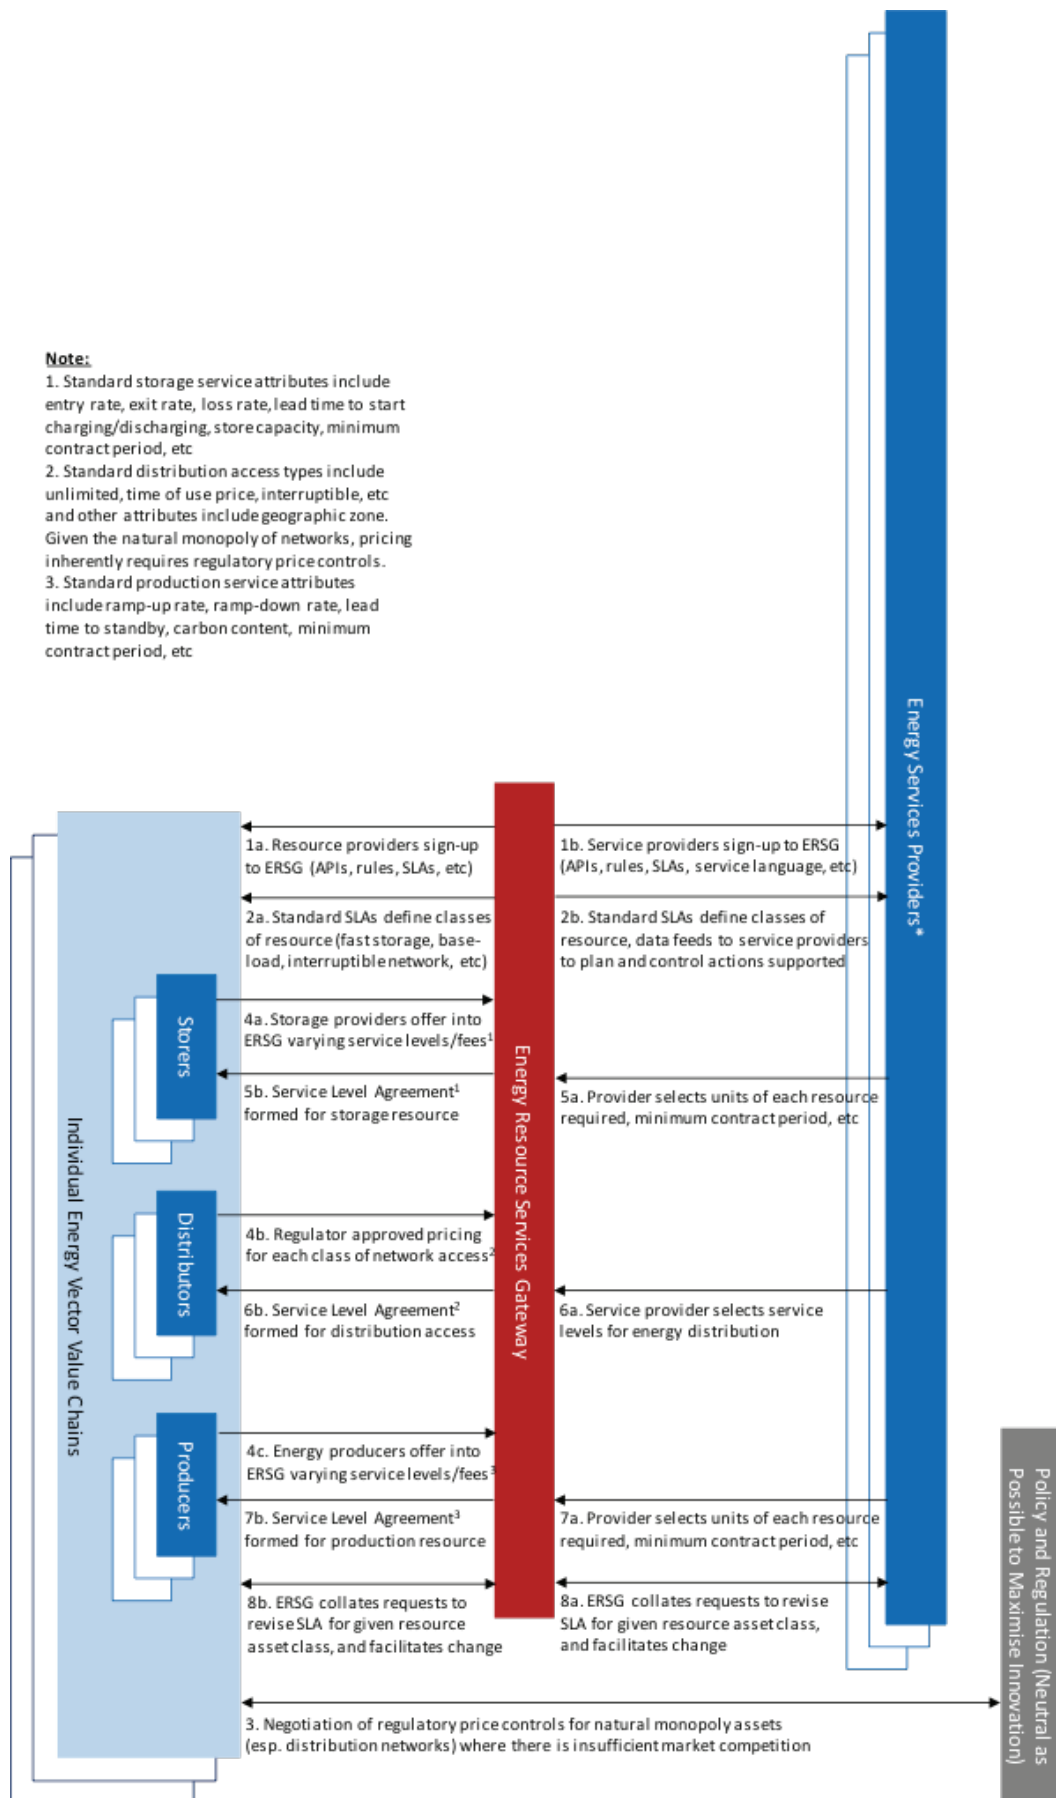 Note:
1. Standard storage service attributes include
entry rate, exit rate, loss rate, lead time to start
charging/discharging, store capacity, minimum
contract period, etc
2. Standard distribution access types include
unlimited, time of use price, interruptible, etc
and other attributes include geographic zone.
Given the natural monopoly of networks, pricing
inherently requires regulatory price controls.
3. Standard production service attributes
include ramp-up rate, ramp-down rate, lead
time to standby, carbon content, minimum
contract period, etc
Energy Services Providers*
Energy Resource Services Gateway
Individual Energy Vector Value Chains
1a. Resource providers sign-up
to ERSG (APIs, rules, SLAs, etc)
1b. Service providers sign-up to ERSG
(APIs, rules, SLAs, service language, etc)
2a. Standard SLAs define classes
of resource (fast storage, base-
load, interruptible network, etc)
2b. Standard SLAs define classes of
resource, data feeds to service providers
to plan and control actions supported
Storers
4a. Storage providers offer into
ERSG varying service levels/fees¹
5b. Service Level Agreement¹
formed for storage resource
5a. Provider selects units of each resource
required, minimum contract period, etc
Distributors
4b. Regulator approved pricing
for each class of network access²
6b. Service Level Agreement²
formed for distribution access
6a. Service provider selects service
levels for energy distribution
Producers
4c. Energy producers offer into
ERSG varying service levels/fees³
7b. Service Level Agreement³
formed for production resource
7a. Provider selects units of each resource
required, minimum contract period, etc
8b. ERSG collates requests to
revise SLA for given resource
asset class, and facilitates change
8a. ERSG collates requests to revise
SLA for given resource asset class,
and facilitates change
3. Negotiation of regulatory price controls for natural monopoly assets
(esp. distribution networks) where there is insufficient market competition
Policy and Regulation (Neutral as
Possible to Maximise Innovation)